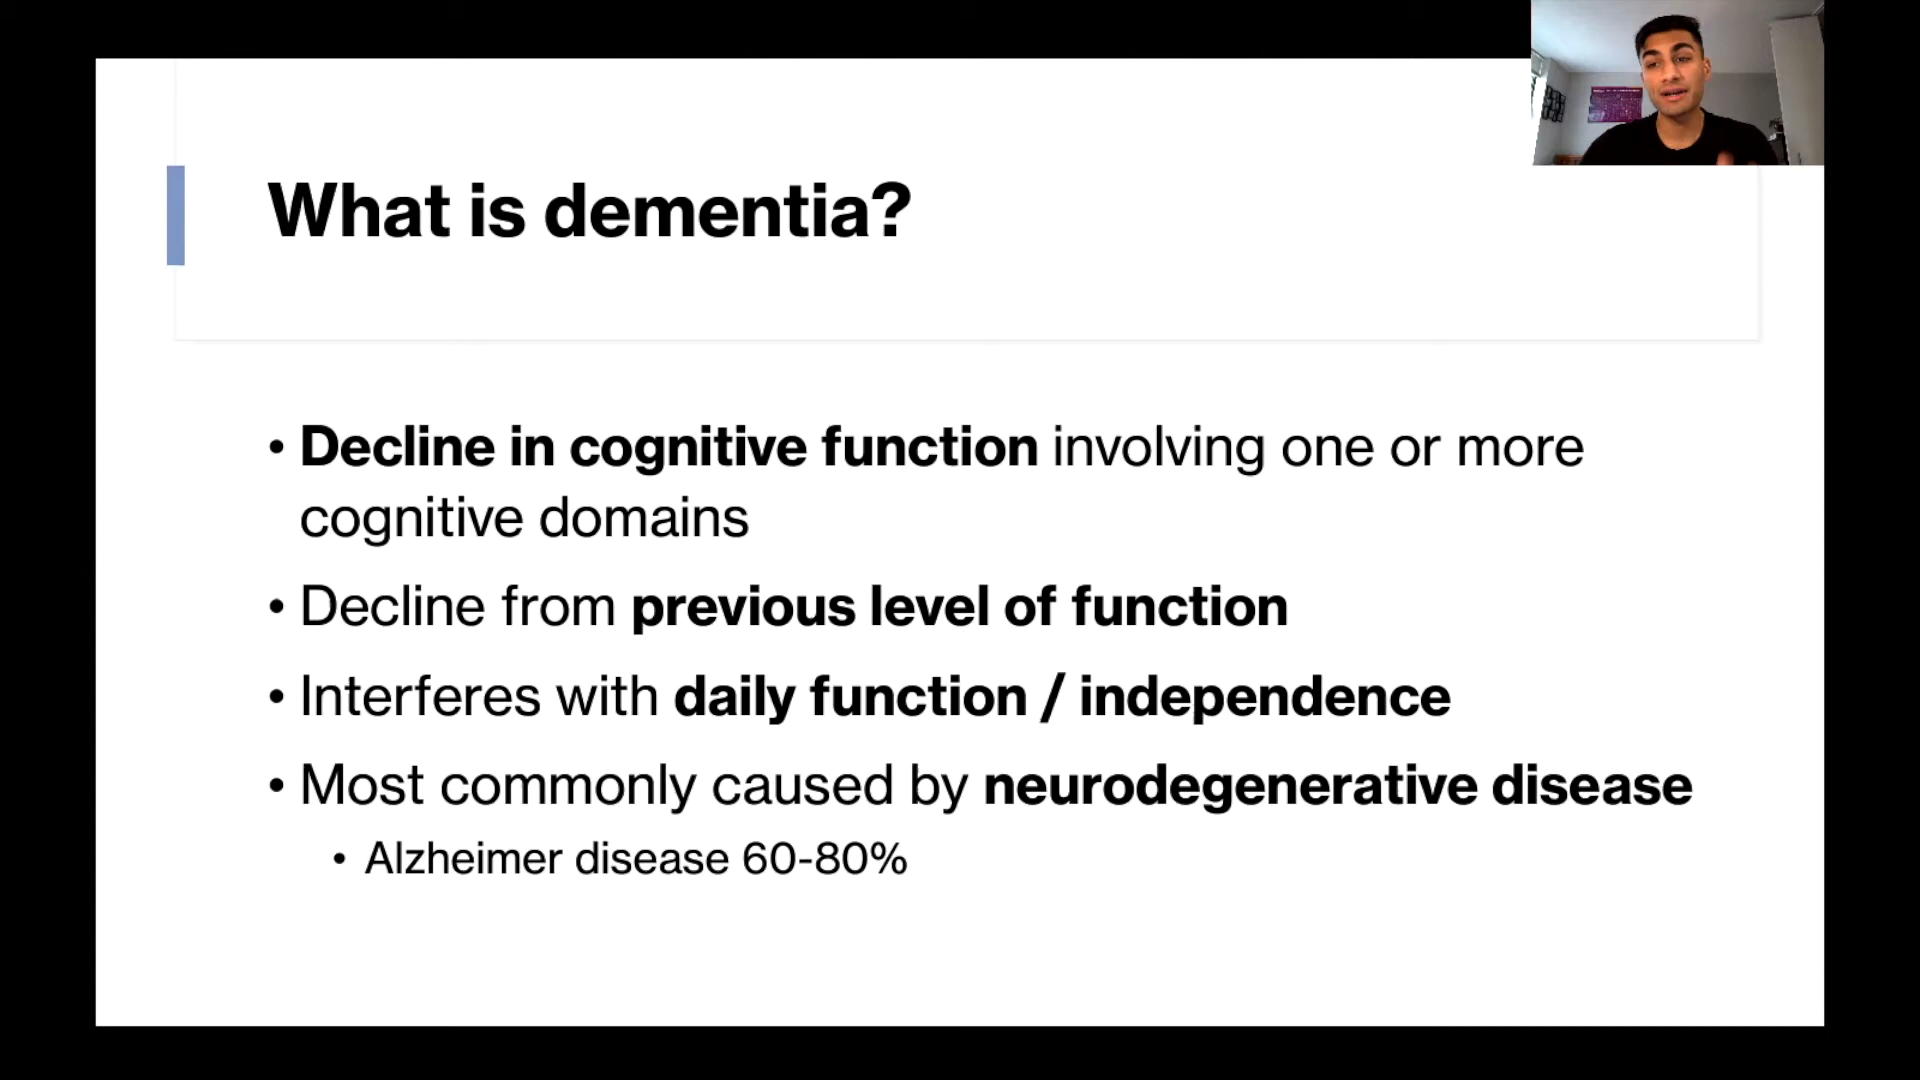 What is dementia?
• Decline in cognitive function involving one or more
cognitive domains
• Decline from previous level of function
• Interferes with daily function / independence
• Most commonly caused by neurodegenerative disease
• Alzheimer disease 60-80%